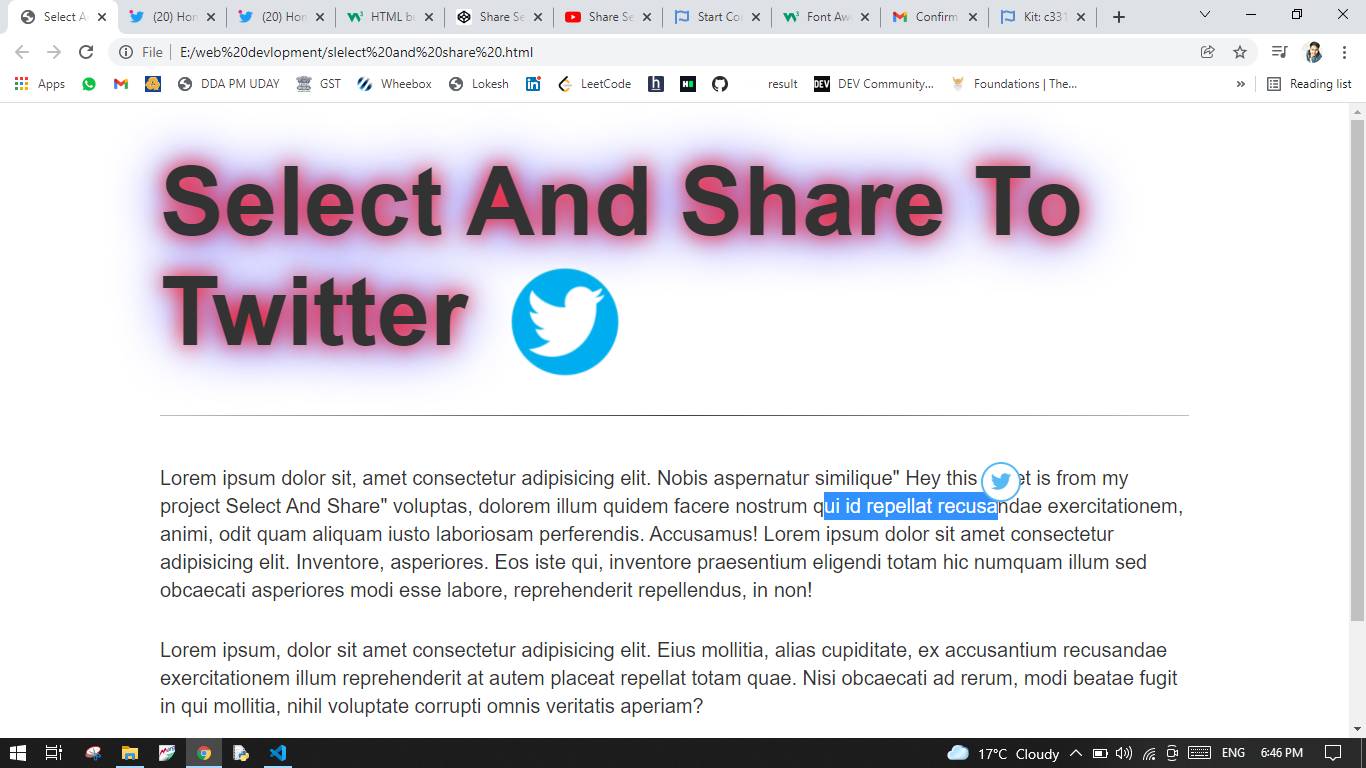 Select A
(20) Hor
(20) Hor
HTML bu
Share Se
Share Se
Start Cor
Font Aw
Confirm
Kit: c331
File
E:/web%20devlopment/slelect%20and%20share%20.html
Apps
DDA PM UDAY
GST
Wheebox
Lokesh
LeetCode
result
DEV Community...
Foundations | The...
»
Reading list
Select And Share To
Twitter
Lorem ipsum dolor sit, amet consectetur adipisicing elit. Nobis aspernatur similique" Hey this et is from my
project Select And Share" voluptas, dolorem illum quidem facere nostrum qui id repellat recusandae exercitationem,
animi, odit quam aliquam iusto laboriosam perferendis. Accusamus! Lorem ipsum dolor sit amet consectetur
adipisicing elit. Inventore, asperiores. Eos iste qui, inventore praesentium eligendi totam hic numquam illum sed
obcaecati asperiores modi esse labore, reprehenderit repellendus, in non!
Lorem ipsum, dolor sit amet consectetur adipisicing elit. Eius mollitia, alias cupiditate, ex accusantium recusandae
exercitationem illum reprehenderit at autem placeat repellat totam quae. Nisi obcaecati ad rerum, modi beatae fugit
in qui mollitia, nihil voluptate corrupti omnis veritatis aperiam?
17°C Cloudy
ENG
6:46 PM